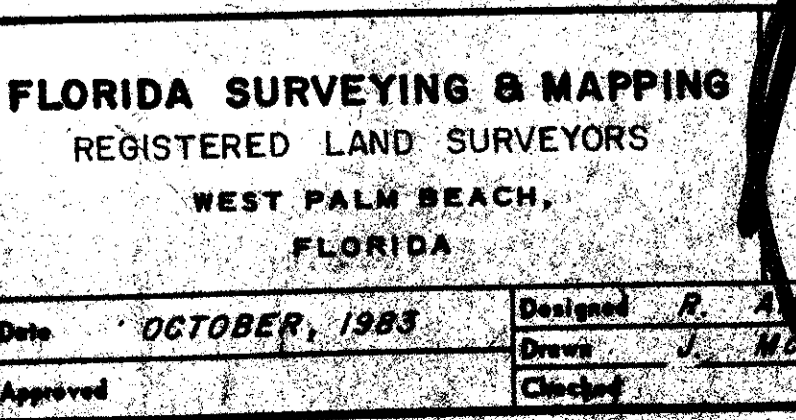 FLORIDA SURVEYING & MAPPING
REGISTERED LAND SURVEYORS
WEST PALM BEACH,
FLORIDA
Date OCTOBER, 1983
Approved
Designed R. A
Drawn J.
Checked